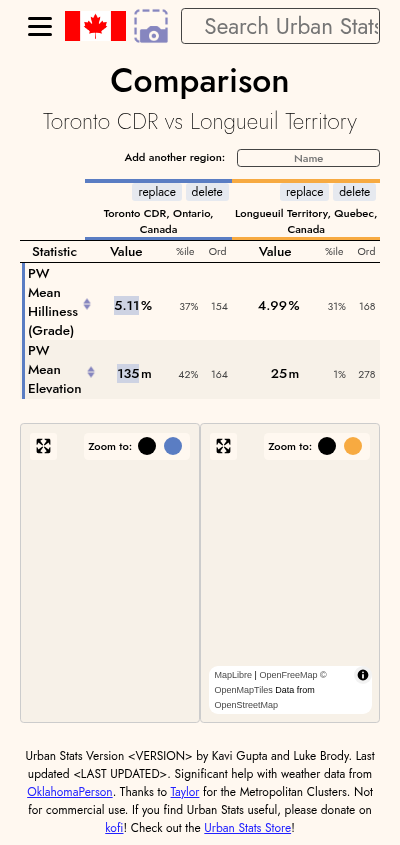 Search Urban Stats
Comparison
Toronto CDR vs Longueuil Territory
Add another region: Name
replace delete replace delete
Toronto CDR, Ontario, Canada
Longueuil Territory, Quebec, Canada
Statistic Value %ile Ord Value %ile Ord
PW Mean Hilliness (Grade) 5.11% 37% 154 4.99% 31% 168
PW Mean Elevation 135m 42% 164 25m 1% 278
Zoom to: Zoom to:
MapLibre | OpenFreeMap ©
OpenMapTiles Data from
OpenStreetMap
Urban Stats Version <VERSION> by Kavi Gupta and Luke Brody. Last
updated <LAST UPDATED>. Significant help with weather data from
OklahomaPerson. Thanks to Taylor for the Metropolitan Clusters. Not
for commercial use. If you find Urban Stats useful, please donate on
kofi! Check out the Urban Stats Store!